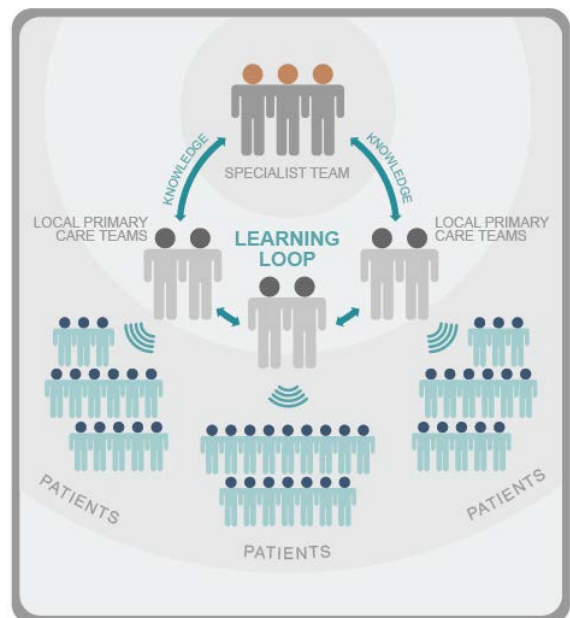 KNOWLEDGE
KNOWLEDGE
SPECIALIST TEAM
LOCAL PRIMARY
CARE TEAMS
LEARNING
LOOP
LOCAL PRIMARY
CARE TEAMS
PATIENTS
PATIENTS
PATIENTS